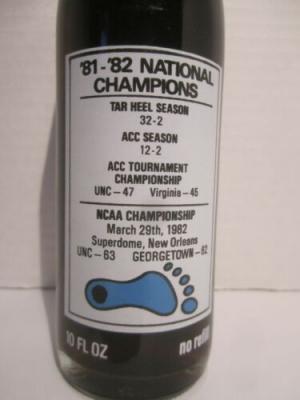 '81-'82 NATIONAL
CHAMPIONS
TAR HEEL SEASON
32-2
ACC SEASON
12-2
ACC TOURNAMENT
CHAMPIONSHIP
UNC-47 Virginia-45
NCAA CHAMPIONSHIP
March 29th, 1982
Superdome, New Orleans
UNC-63 GEORGETOWN-62
10 FL OZ no refill